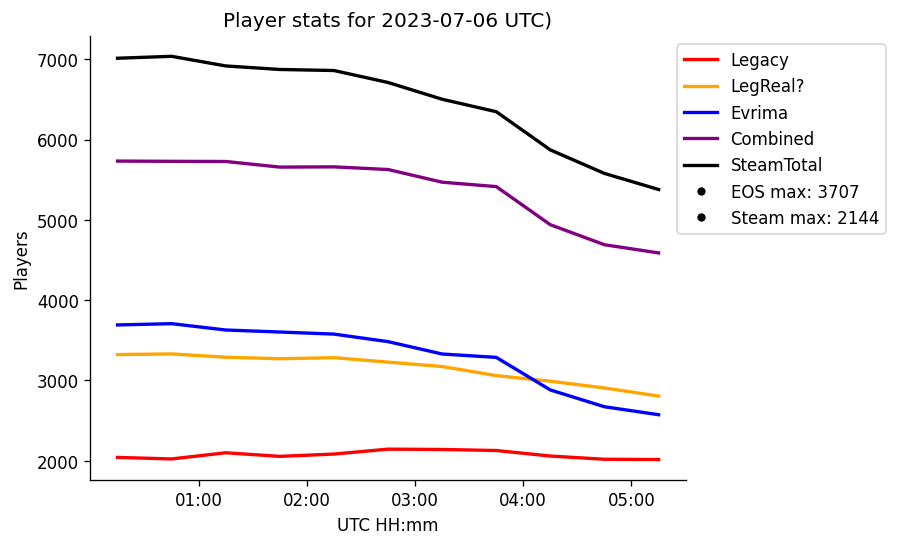 Player stats for 2023-07-06 UTC)
Players
7000
6000
5000
4000
3000
2000
01:00
02:00
03:00
04:00
05:00
UTC HH:mm
Legacy
LegReal?
Evrima
Combined
SteamTotal
EOS max: 3707
Steam max: 2144